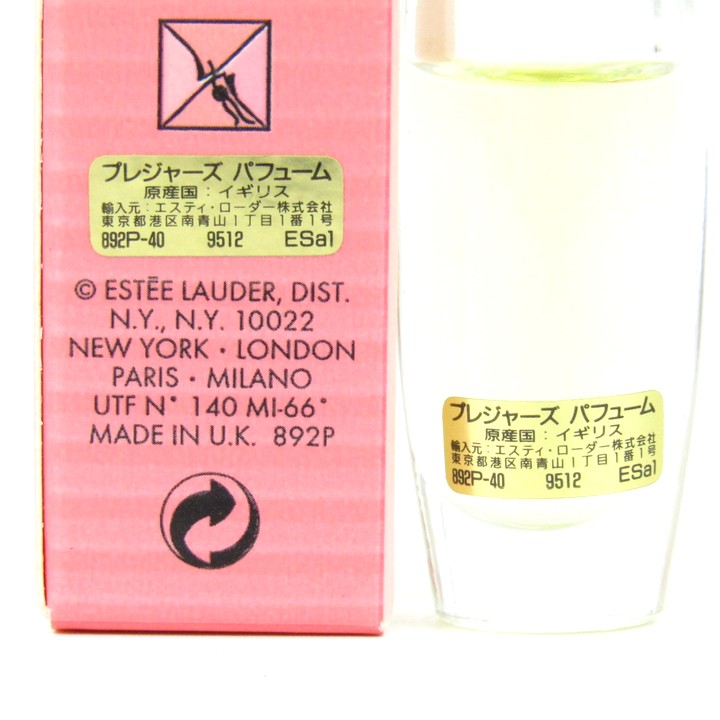 プレジャーズ パフューム
原産国：イギリス
輸入元：エスティ・ローダー株式会社
東京都港区南青山1丁目1番1号
892P-40 9512 ESa1
© ESTĒE LAUDER, DIST.
N.Y., N.Y. 10022
NEW YORK · LONDON
PARIS · MILANO
UTF N° 140 MI-66°
MADE IN U.K. 892P
プレジャーズ パフューム
原産国：イギリス
輸入元：エスティ・ローダー株式会社
東京都港区南青山1丁目1番1号
892P-40 9512 ESa1